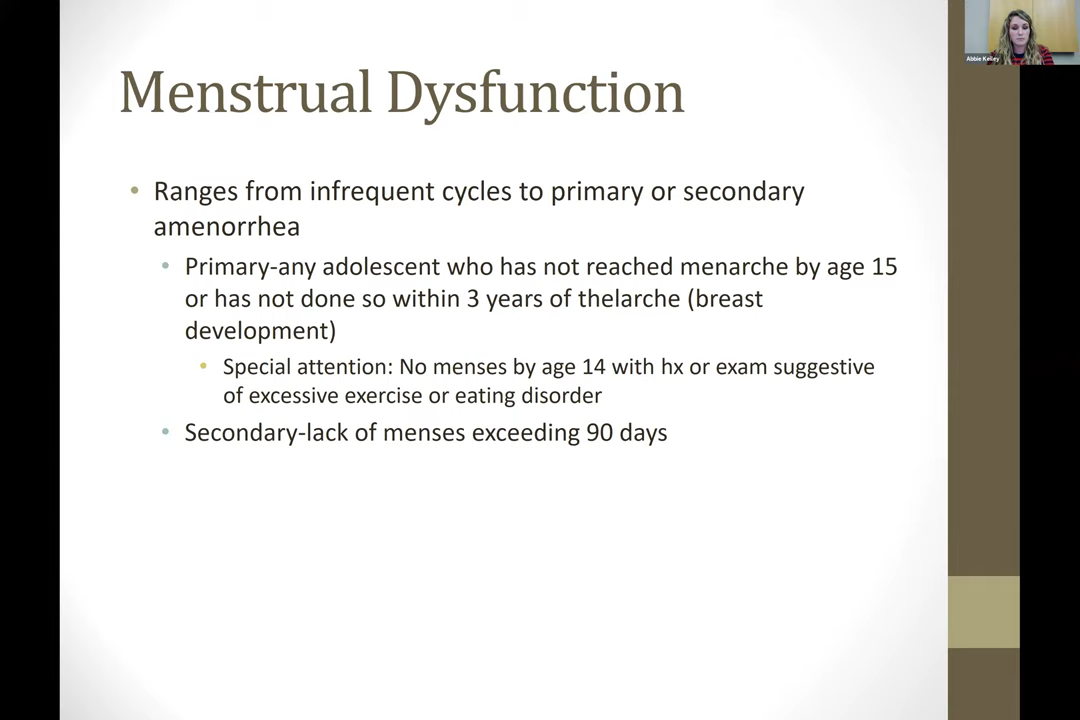 Menstrual Dysfunction
• Ranges from infrequent cycles to primary or secondary
amenorrhea
• Primary-any adolescent who has not reached menarche by age 15
or has not done so within 3 years of thelarche (breast
development)
• Special attention: No menses by age 14 with hx or exam suggestive
of excessive exercise or eating disorder
• Secondary-lack of menses exceeding 90 days
Abbie Kelley